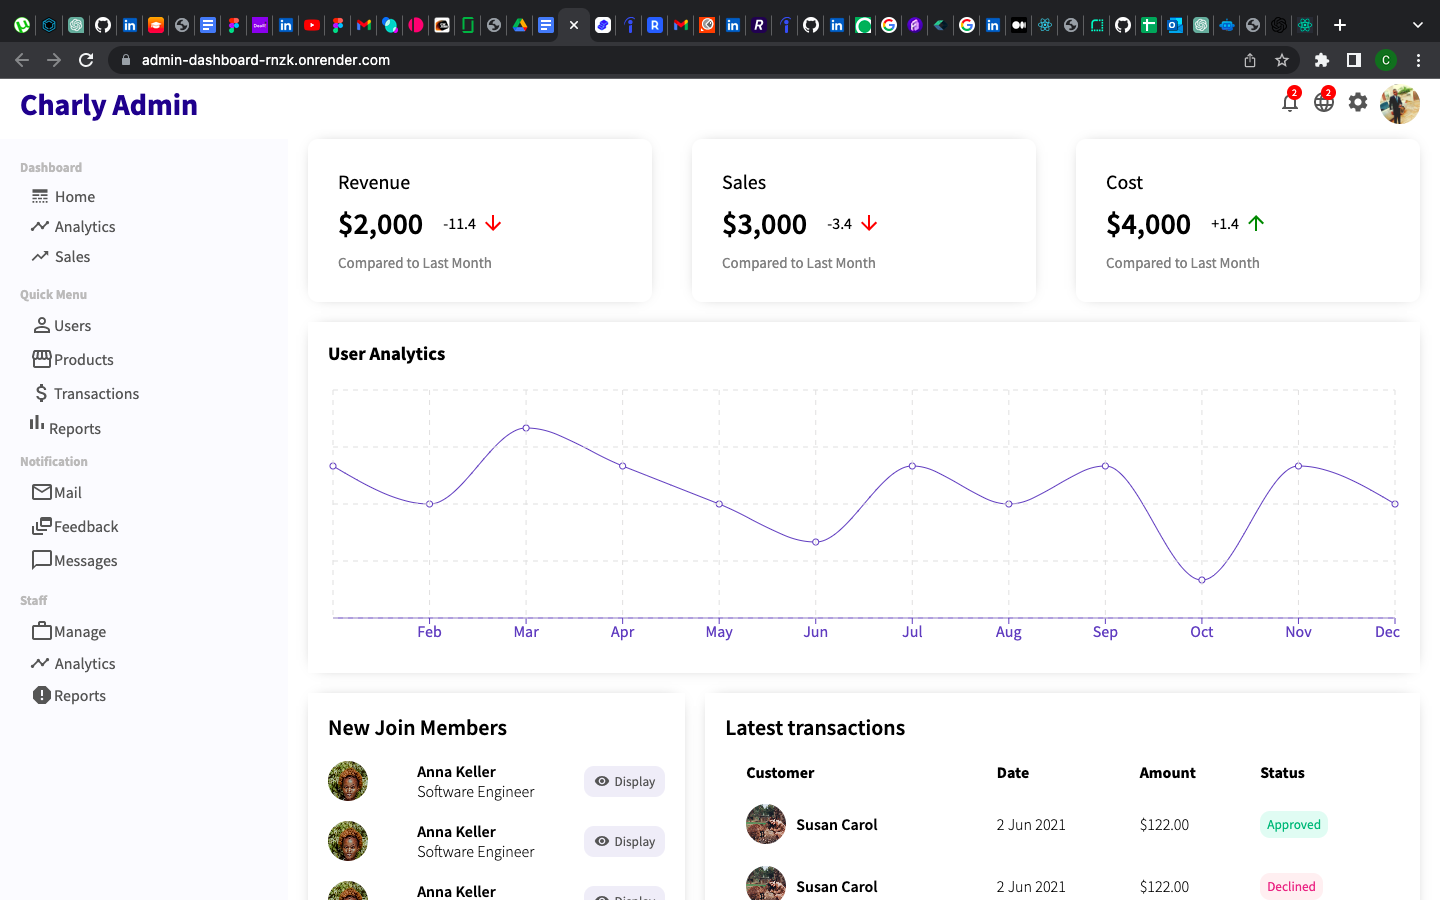 admin-dashboard-rnzk.onrender.com
C
Charly Admin
2
2
Dashboard
Home
Analytics
Sales
Quick Menu
Users
Products
Transactions
Reports
Notification
Mail
Feedback
Messages
Staff
Manage
Analytics
Reports
Revenue
$2,000 -11.4
Compared to Last Month
Sales
$3,000 -3.4
Compared to Last Month
Cost
$4,000 +1.4
Compared to Last Month
User Analytics
Feb Mar Apr May Jun Jul Aug Sep Oct Nov Dec
New Join Members
Anna Keller
Software Engineer
Display
Anna Keller
Software Engineer
Display
Anna Keller
Display
Latest transactions
Customer Date Amount Status
Susan Carol 2 Jun 2021 $122.00 Approved
Susan Carol 2 Jun 2021 $122.00 Declined